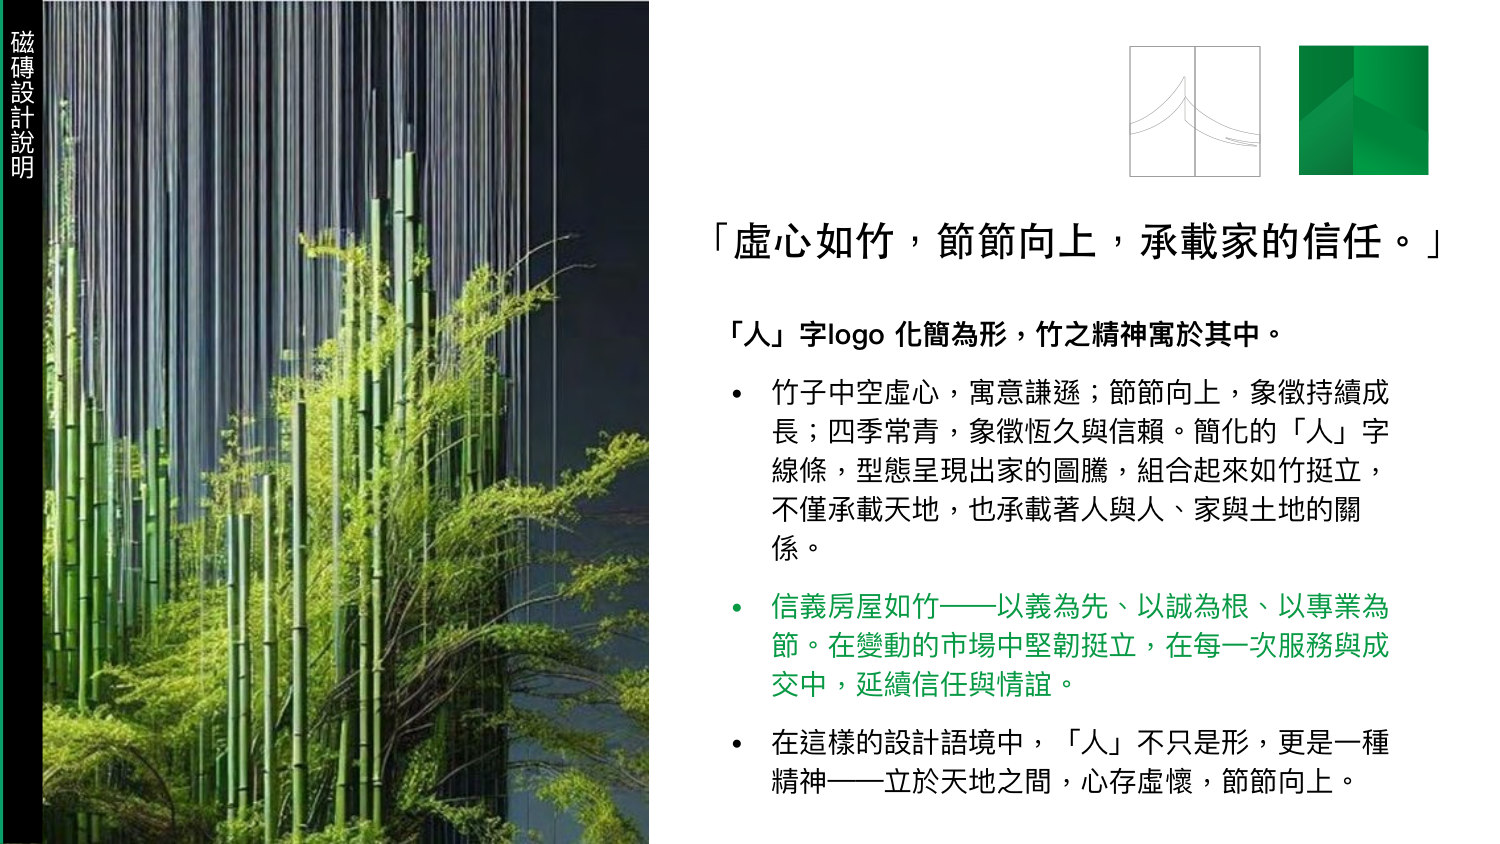 磁磚設計說明
「虛心如竹，節節向上，承載家的信任。」
「人」字logo 化簡為形，竹之精神寓於其中。
• 竹子中空虛心，寓意謙遜；節節向上，象徵持續成
長；四季常青，象徵恆久與信賴。簡化的「人」字
線條，型態呈現出家的圖騰，組合起來如竹挺立，
不僅承載天地，也承載著人與人、家與土地的關
係。
• 信義房屋如竹——以義為先、以誠為根、以專業為
節。在變動的市場中堅韌挺立，在每一次服務與成
交中，延續信任與情誼。
• 在這樣的設計語境中，「人」不只是形，更是一種
精神——立於天地之間，心存虛懷，節節向上。